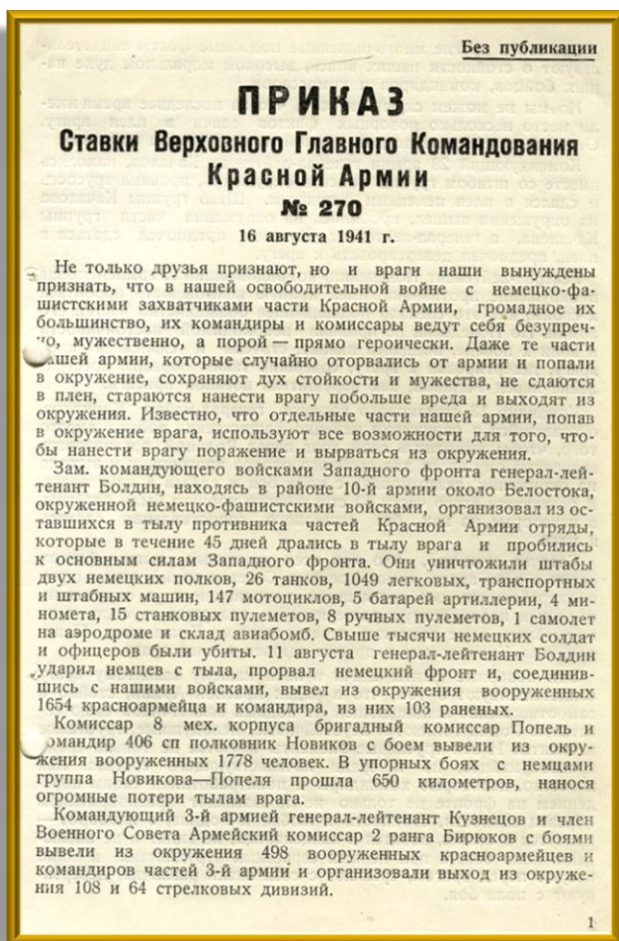 Без публикации
ПРИКАЗ
Ставки Верховного Главного Командования
Красной Армии
№ 270
16 августа 1941 г.
Не только друзья признают, но и враги наши вынуждены
признать, что в нашей освободительной войне с немецко-фа-
шистскими захватчиками части Красной Армии, громадное их
большинство, их командиры и комиссары ведут себя безупреч-
но, мужественно, а порой — прямо героически. Даже те части
нашей армии, которые случайно оторвались от армии и попали
в окружение, сохраняют дух стойкости и мужества, не сдаются
в плен, стараются нанести врагу побольше вреда и выходят из
окружения. Известно, что отдельные части нашей армии, попав
в окружение врага, используют все возможности для того, что-
бы нанести врагу поражение и вырваться из окружения.
Зам. командующего войсками Западного фронта генерал-лей-
тенант Болдин, находясь в районе 10-й армии около Белостока,
окруженной немецко-фашистскими войсками, организовал из ос-
тавшихся в тылу противника частей Красной Армии отряды,
которые в течение 45 дней дрались в тылу врага и пробились
к основным силам Западного фронта. Они уничтожили штабы
двух немецких полков, 26 танков, 1049 легковых, транспортных
и штабных машин, 147 мотоциклов, 5 батарей артиллерии, 4 ми-
номета, 15 станковых пулеметов, 8 ручных пулеметов, 1 самолет
на аэродроме и склад авиабомб. Свыше тысячи немецких солдат
и офицеров были убиты. 11 августа генерал-лейтенант Болдин
ударил немцев с тыла, прорвал немецкий фронт и, соединив-
шись с нашими войсками, вывел из окружения вооруженных
1654 красноармейца и командира, из них 103 раненых.
Комиссар 8 мех. корпуса бригадный комиссар Попель и
командир 406 сп полковник Новиков с боем вывели из окру-
жения вооруженных 1778 человек. В упорных боях с немцами
группа Новикова—Попеля прошла 650 километров, нанося
огромные потери тылам врага.
Командующий 3-й армией генерал-лейтенант Кузнецов и член
Военного Совета Армейский комиссар 2 ранга Бирюков с боями
вывели из окружения 498 вооруженных красноармейцев и
командиров частей 3-й армии и организовали выход из окруже-
ния 108 и 64 стрелковых дивизий.
1